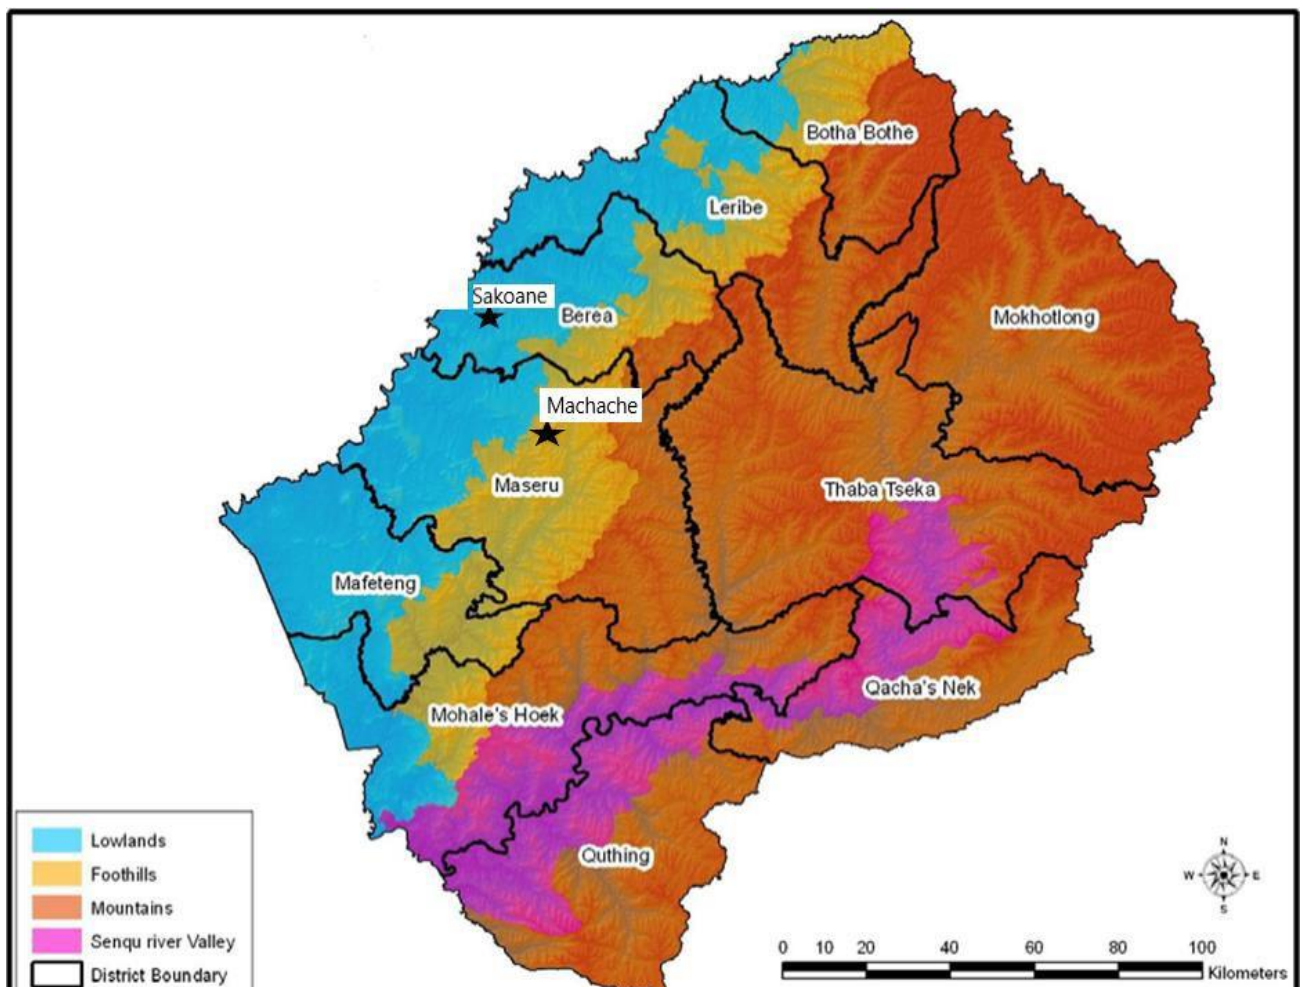 Botha Bothe
Leribe
Sakoane
Berea
Mokhotlong
Machache
Maseru
Thaba Tseka
Mafeteng
Qacha's Nek
Mohale's Hoek
Quthing
Lowlands
Foothills
Mountains
Senqu river Valley
District Boundary
N
W E
S
0 10 20 40 60 80 100
Kilometers